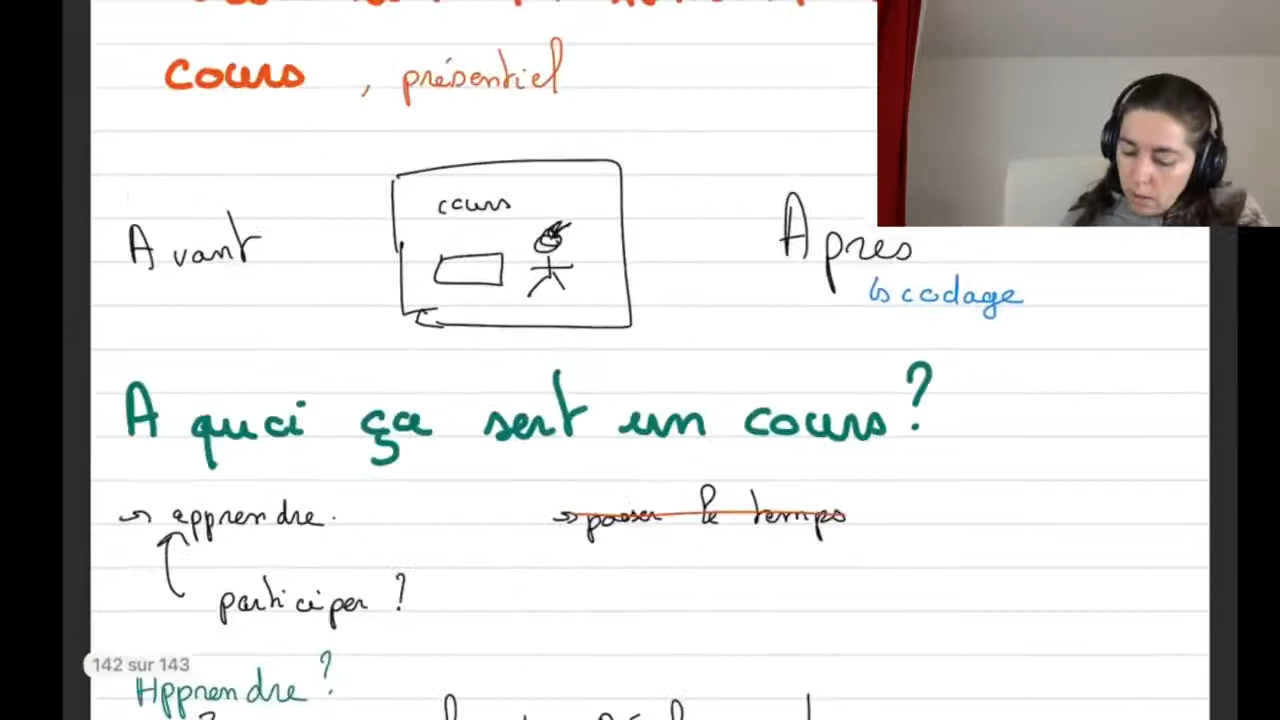 cours, présentiel
cours
Avant
Après
↳ codage
A quoi ça sert un cours ?
→ apprendre.
→ passer le temps
participer ?
142 sur 143
Apprendre ?